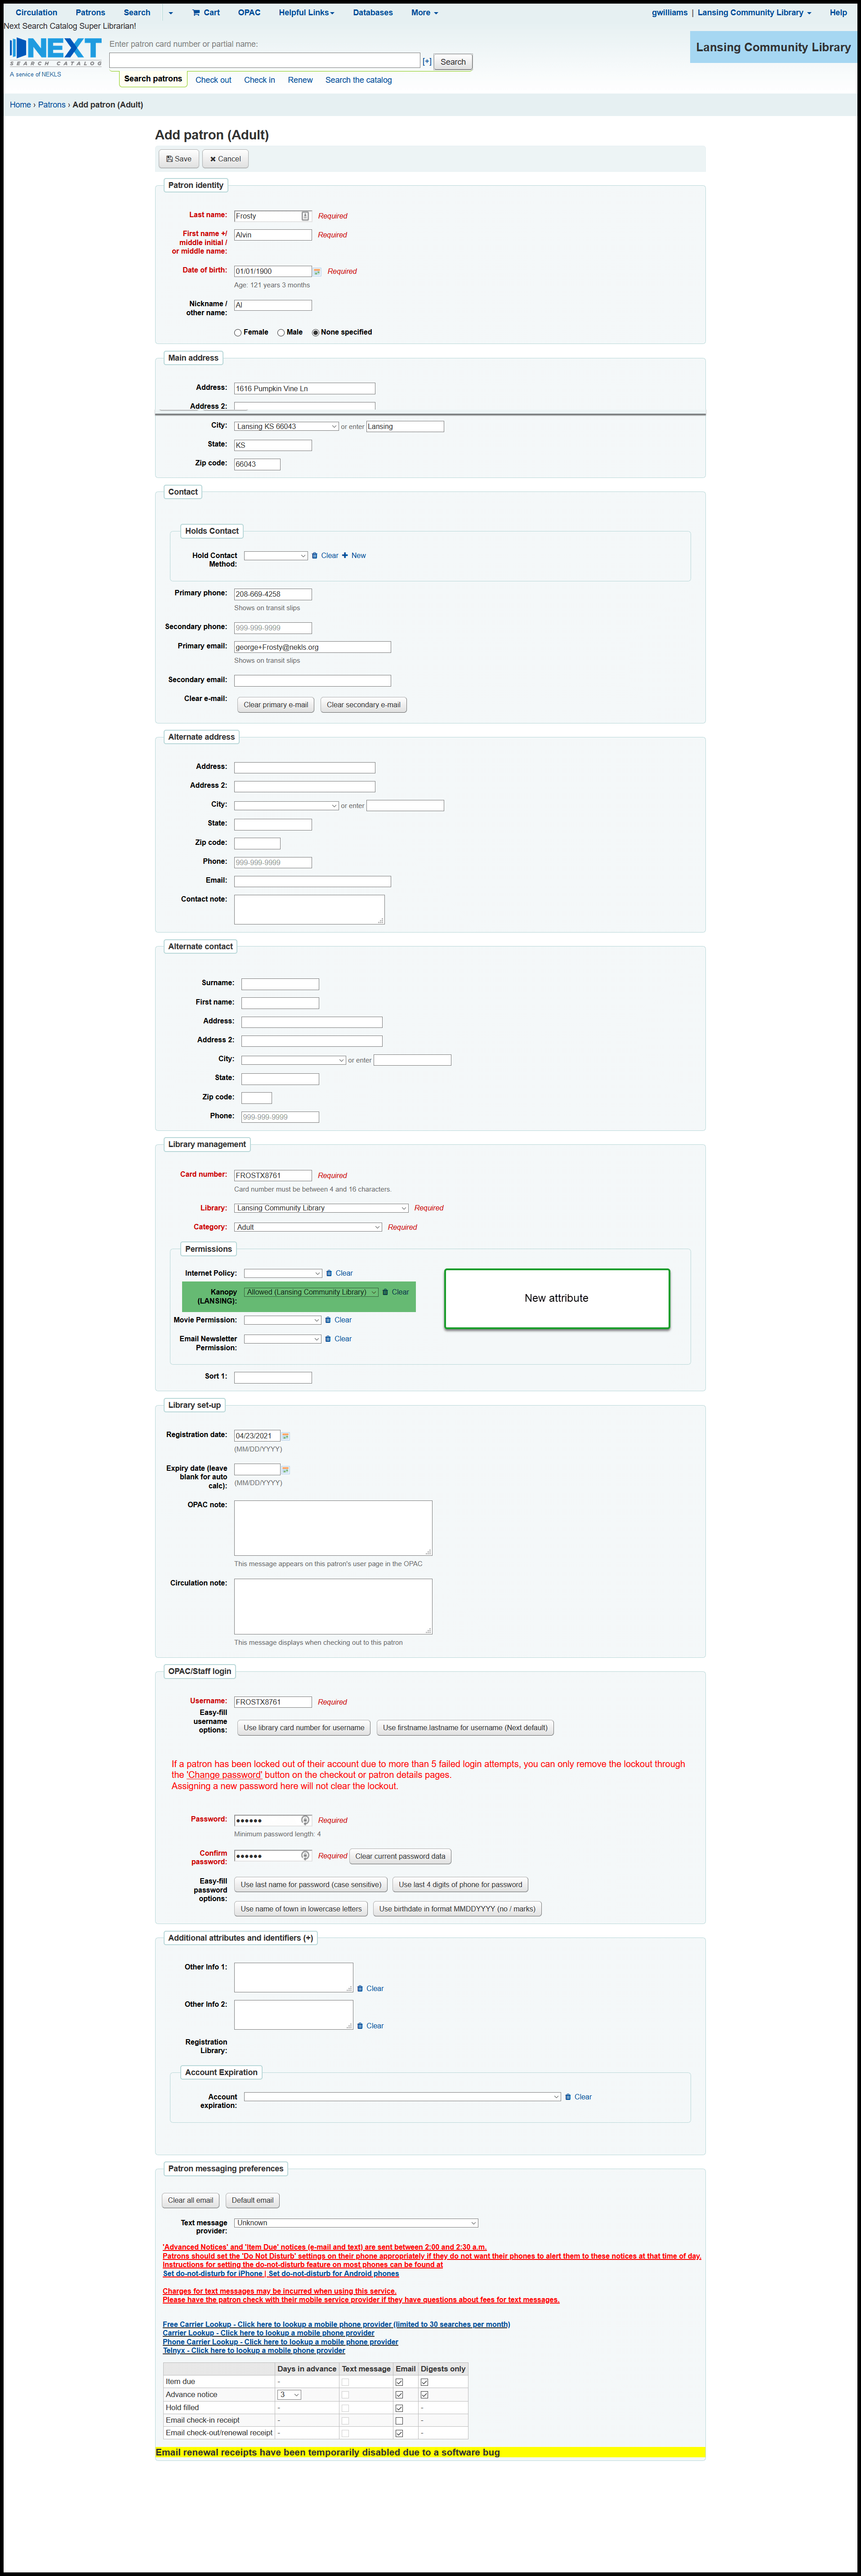 Circulation Patrons Search Cart OPAC Helpful Links Databases More gwilliams | Lansing Community Library Help
Next Search Catalog Super Librarian!
NEXT
SEARCH CATALOG
A service of NEKLS
Enter patron card number or partial name:
[+] Search
Search patrons Check out Check in Renew Search the catalog
Lansing Community Library
Home › Patrons › Add patron (Adult)
Add patron (Adult)
Save Cancel
Patron identity
Last name: Frosty Required
First name +/ middle initial / or middle name: Alvin Required
Date of birth: 01/01/1900 Required
Age: 121 years 3 months
Nickname / other name: Al
Female Male None specified
Main address
Address: 1616 Pumpkin Vine Ln
Address 2:
City: Lansing KS 66043 or enter Lansing
State: KS
Zip code: 66043
Contact
Holds Contact
Hold Contact Method: Clear New
Primary phone: 208-669-4258
Shows on transit slips
Secondary phone: 999-999-9999
Primary email: george+Frosty@nekls.org
Shows on transit slips
Secondary email:
Clear e-mail: Clear primary e-mail Clear secondary e-mail
Alternate address
Address:
Address 2:
City: or enter
State:
Zip code:
Phone: 999-999-9999
Email:
Contact note:
Alternate contact
Surname:
First name:
Address:
Address 2:
City: or enter
State:
Zip code:
Phone: 999-999-9999
Library management
Card number: FROSTX8761 Required
Card number must be between 4 and 16 characters.
Library: Lansing Community Library Required
Category: Adult Required
Permissions
Internet Policy: Clear
Kanopy (LANSING): Allowed (Lansing Community Library) Clear
New attribute
Movie Permission: Clear
Email Newsletter Permission: Clear
Sort 1:
Library set-up
Registration date: 04/23/2021
(MM/DD/YYYY)
Expiry date (leave blank for auto calc):
(MM/DD/YYYY)
OPAC note:
This message appears on this patron's user page in the OPAC
Circulation note:
This message displays when checking out to this patron
OPAC/Staff login
Username: FROSTX8761 Required
Easy-fill username options: Use library card number for username Use firstname.lastname for username (Next default)
If a patron has been locked out of their account due to more than 5 failed login attempts, you can only remove the lockout through
the 'Change password' button on the checkout or patron details pages.
Assigning a new password here will not clear the lockout.
Password: •••••• Required
Minimum password length: 4
Confirm password: •••••• Required Clear current password data
Easy-fill password options: Use last name for password (case sensitive) Use last 4 digits of phone for password
Use name of town in lowercase letters Use birthdate in format MMDDYYYY (no / marks)
Additional attributes and identifiers (+)
Other Info 1: Clear
Other Info 2: Clear
Registration Library:
Account Expiration
Account expiration: Clear
Patron messaging preferences
Clear all email Default email
Text message provider: Unknown
'Advanced Notices' and 'Item Due' notices (e-mail and text) are sent between 2:00 and 2:30 a.m.
Patrons should set the 'Do Not Disturb' settings on their phone appropriately if they do not want their phones to alert them to these notices at that time of day.
Instructions for setting the do-not-disturb feature on most phones can be found at
Set do-not-disturb for iPhone | Set do-not-disturb for Android phones
Charges for text messages may be incurred when using this service.
Please have the patron check with their mobile service provider if they have questions about fees for text messages.
Free Carrier Lookup - Click here to lookup a mobile phone provider (limited to 30 searches per month)
Carrier Lookup - Click here to lookup a mobile phone provider
Phone Carrier Lookup - Click here to lookup a mobile phone provider
Telnyx - Click here to lookup a mobile phone provider
Days in advance Text message Email Digests only
Item due -
Advance notice 3
Hold filled - -
Email check-in receipt - -
Email check-out/renewal receipt - -
Email renewal receipts have been temporarily disabled due to a software bug